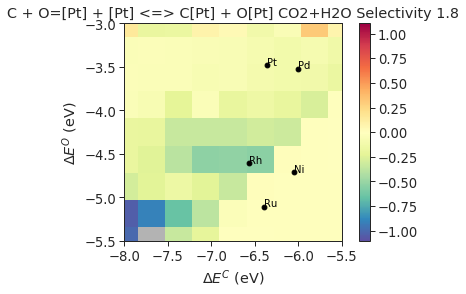 C + O=[Pt] + [Pt] <=> C[Pt] + O[Pt] CO2+H2O Selectivity 1.8
−3.0
−3.5
−4.0
−4.5
−5.0
−5.5
ΔE^O (eV)
Pt
Pd
Rh
Ni
Ru
−8.0 −7.5 −7.0 −6.5 −6.0 −5.5
ΔE^C (eV)
1.00
0.75
0.50
0.25
0.00
−0.25
−0.50
−0.75
−1.00